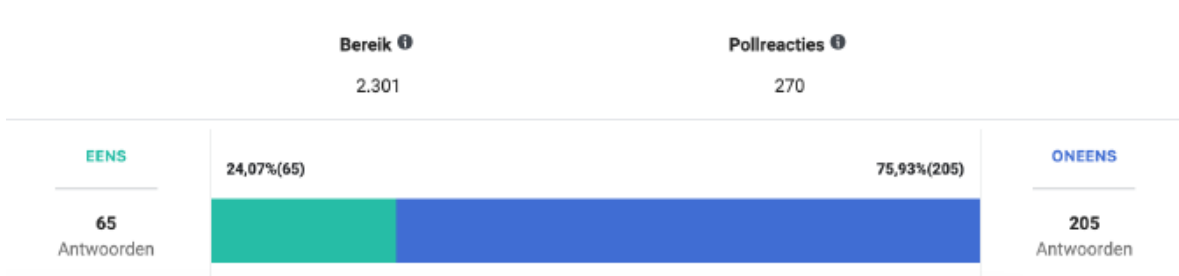 Bereik
Pollreacties
2.301
270
EENS
24,07%(65)
75,93%(205)
ONEENS
65
Antwoorden
205
Antwoorden